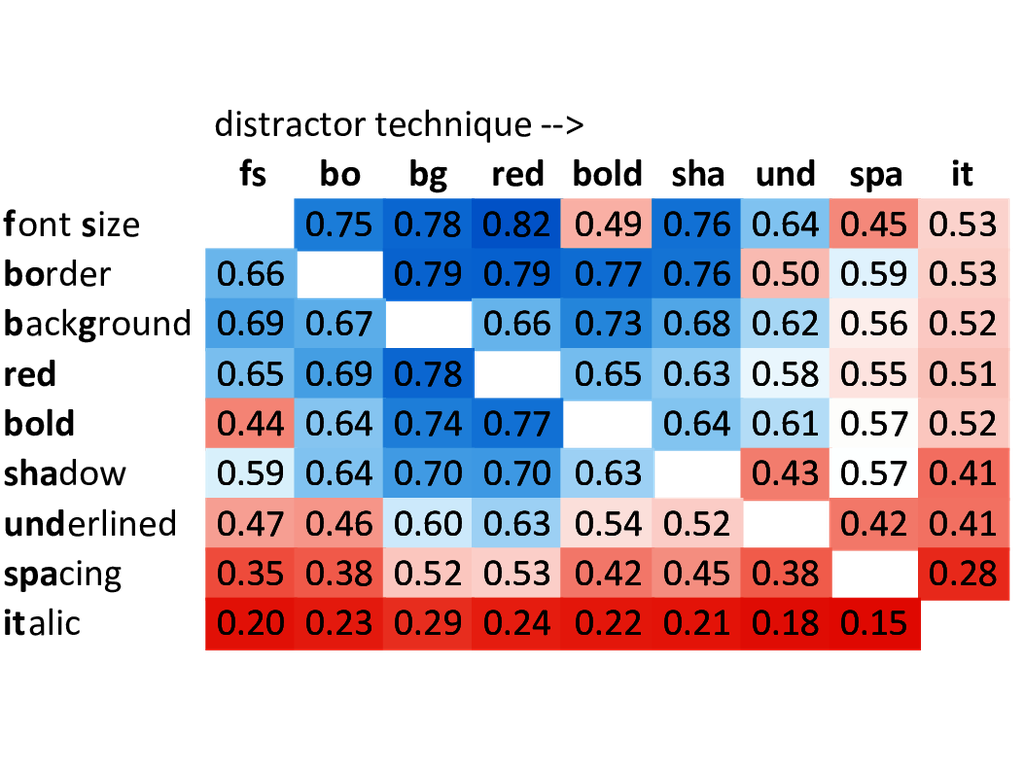 distractor technique -->
fs bo bg red bold sha und spa it
font size 0.75 0.78 0.82 0.49 0.76 0.64 0.45 0.53
border 0.66 0.79 0.79 0.77 0.76 0.50 0.59 0.53
background 0.69 0.67 0.66 0.73 0.68 0.62 0.56 0.52
red 0.65 0.69 0.78 0.65 0.63 0.58 0.55 0.51
bold 0.44 0.64 0.74 0.77 0.64 0.61 0.57 0.52
shadow 0.59 0.64 0.70 0.70 0.63 0.43 0.57 0.41
underlined 0.47 0.46 0.60 0.63 0.54 0.52 0.42 0.41
spacing 0.35 0.38 0.52 0.53 0.42 0.45 0.38 0.28
italic 0.20 0.23 0.29 0.24 0.22 0.21 0.18 0.15